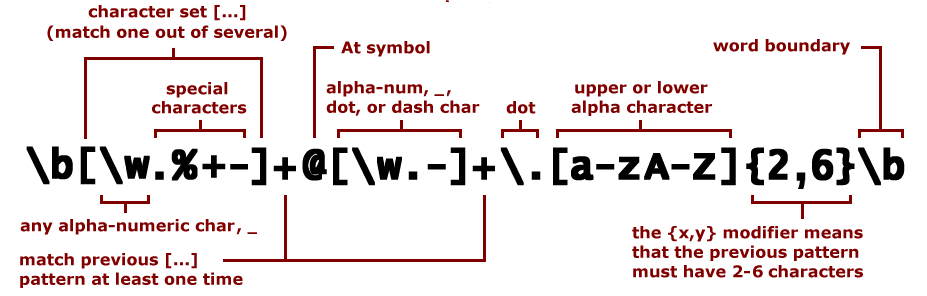 character set [...]
(match one out of several)
At symbol
word boundary
special
characters
alpha-num, _,
dot, or dash char
dot
upper or lower
alpha character
\b[\w.%+-]+@[\w.-]+\.[a-zA-Z]{2,6}\b
any alpha-numeric char, _
match previous [...]
pattern at least one time
the {x,y} modifier means
that the previous pattern
must have 2-6 characters